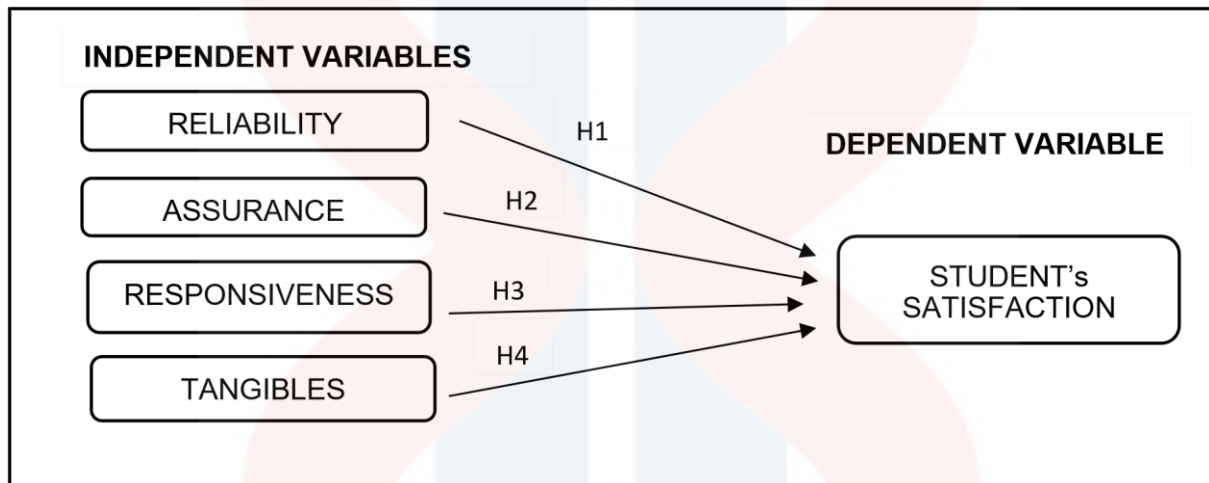 INDEPENDENT VARIABLES
RELIABILITY
H1
DEPENDENT VARIABLE
ASSURANCE
H2
RESPONSIVENESS
H3
STUDENT's
SATISFACTION
H4
TANGIBLES